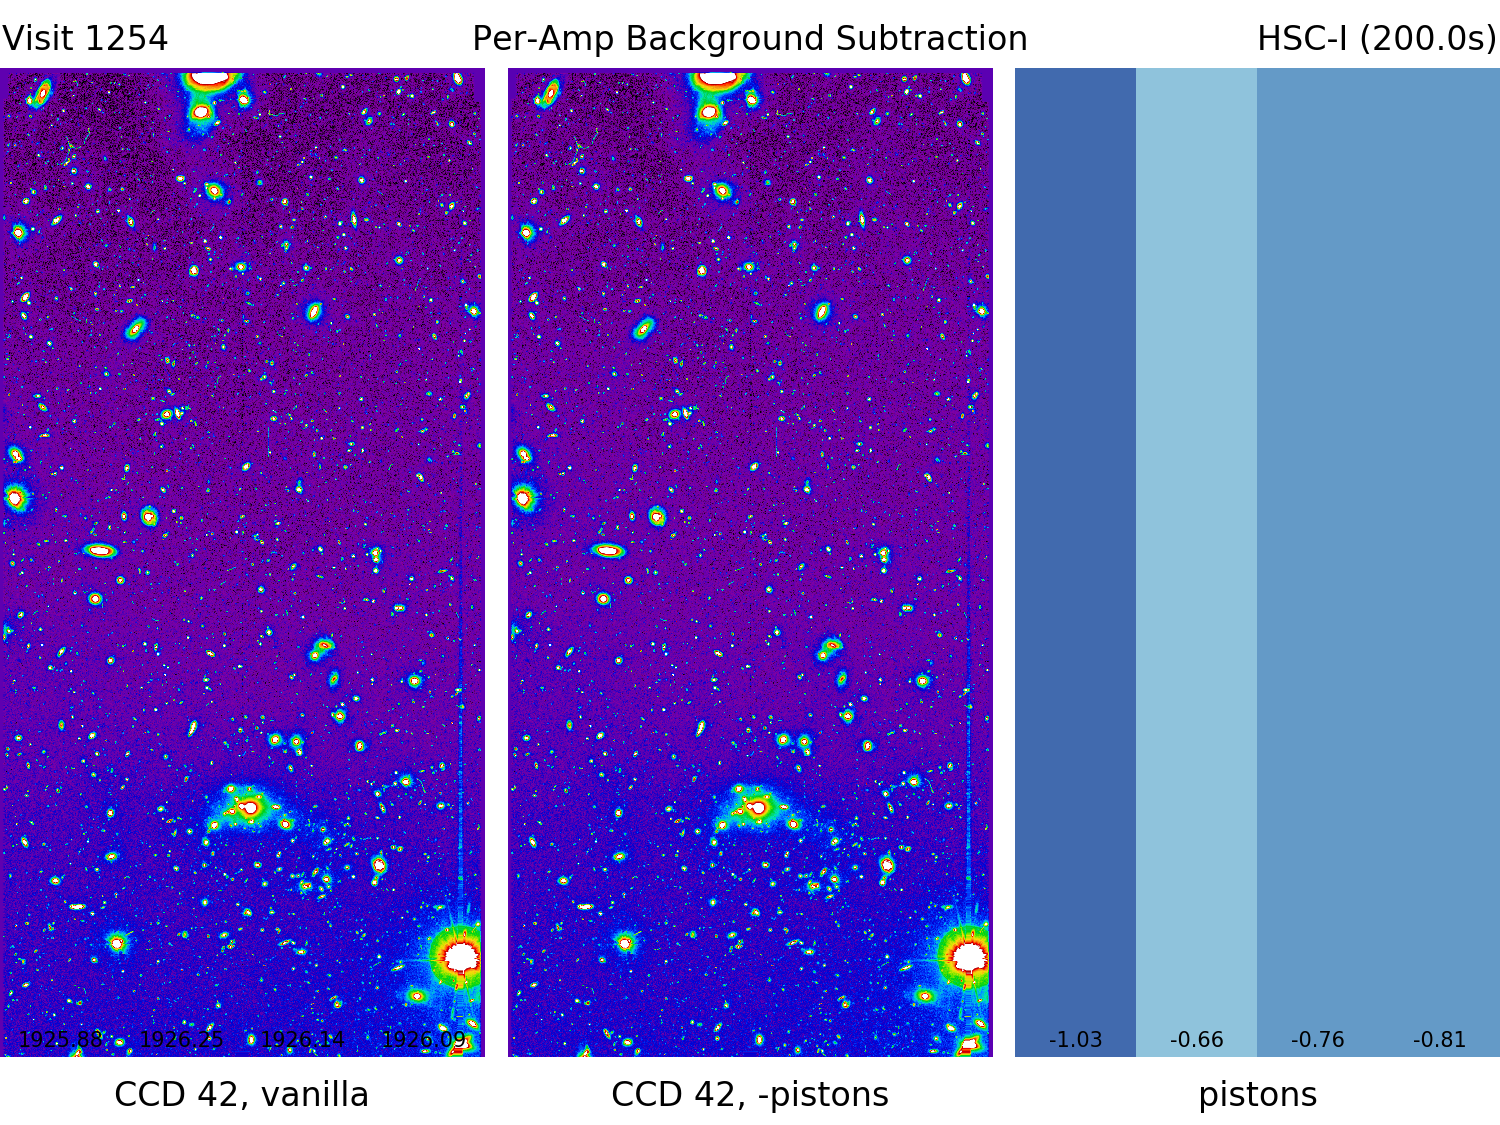 Visit 1254 Per-Amp Background Subtraction HSC-I (200.0s)
1925.88 1926.25 1926.14 1926.09 -1.03 -0.66 -0.76 -0.81
CCD 42, vanilla CCD 42, -pistons pistons